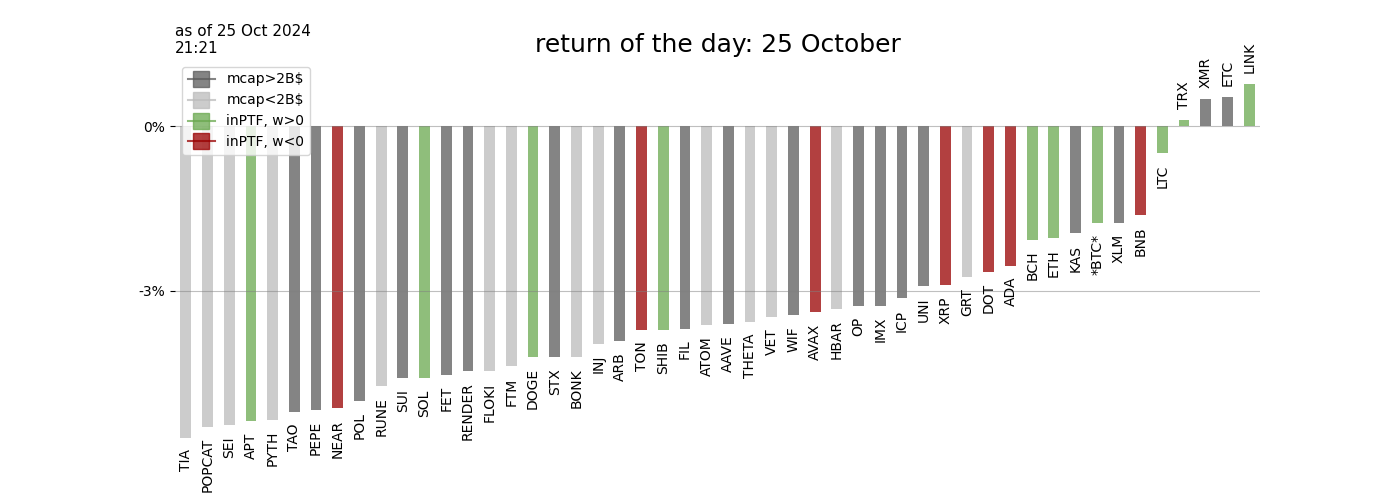 as of 25 Oct 2024
21:21
return of the day: 25 October
mcap>2B$
mcap<2B$
inPTF, w>0
inPTF, w<0
0%
-3%
TIA
POPCAT
SEI
APT
PYTH
TAO
PEPE
NEAR
POL
RUNE
SUI
SOL
FET
RENDER
FLOKI
FTM
DOGE
STX
BONK
INJ
ARB
TON
SHIB
FIL
ATOM
AAVE
THETA
VET
WIF
AVAX
HBAR
OP
IMX
ICP
UNI
XRP
GRT
DOT
ADA
BCH
ETH
KAS
*BTC*
XLM
BNB
LTC
TRX
XMR
ETC
LINK